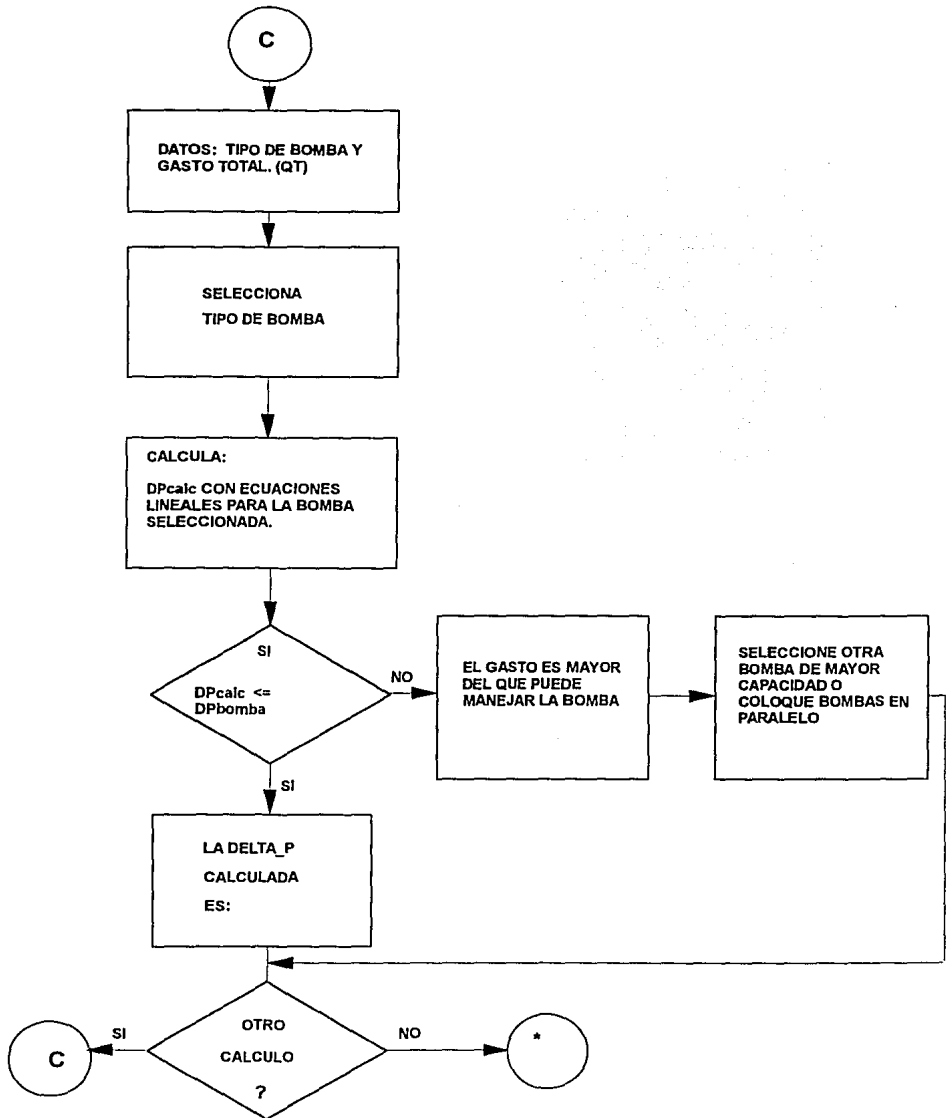 C
DATOS: TIPO DE BOMBA Y
GASTO TOTAL. (QT)
SELECCIONA
TIPO DE BOMBA
CALCULA:
DPcalc CON ECUACIONES
LINEALES PARA LA BOMBA
SELECCIONADA.
SI
DPcalc <=
DPbomba
NO
EL GASTO ES MAYOR
DEL QUE PUEDE
MANEJAR LA BOMBA
SELECCIONE OTRA
BOMBA DE MAYOR
CAPACIDAD O
COLOQUE BOMBAS EN
PARALELO
SI
LA DELTA_P
CALCULADA
ES:
OTRO
CALCULO
?
SI
C
NO
*